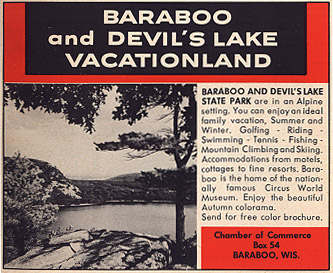 BARABOO
and DEVIL'S LAKE
VACATIONLAND
BARABOO AND DEVIL'S LAKE
STATE PARK are in an Alpine
setting. You can enjoy an ideal
family vacation, Summer and
Winter. Golfing - Riding -
Swimming - Tennis - Fishing -
Mountain Climbing and Skiing.
Accommodations from motels,
cottages to fine resorts. Bara-
boo is the home of the nation-
ally famous Circus World
Museum. Enjoy the beautiful
Autumn colorama.
Send for free color brochure.
Chamber of Commerce
Box 54
BARABOO, WIS.